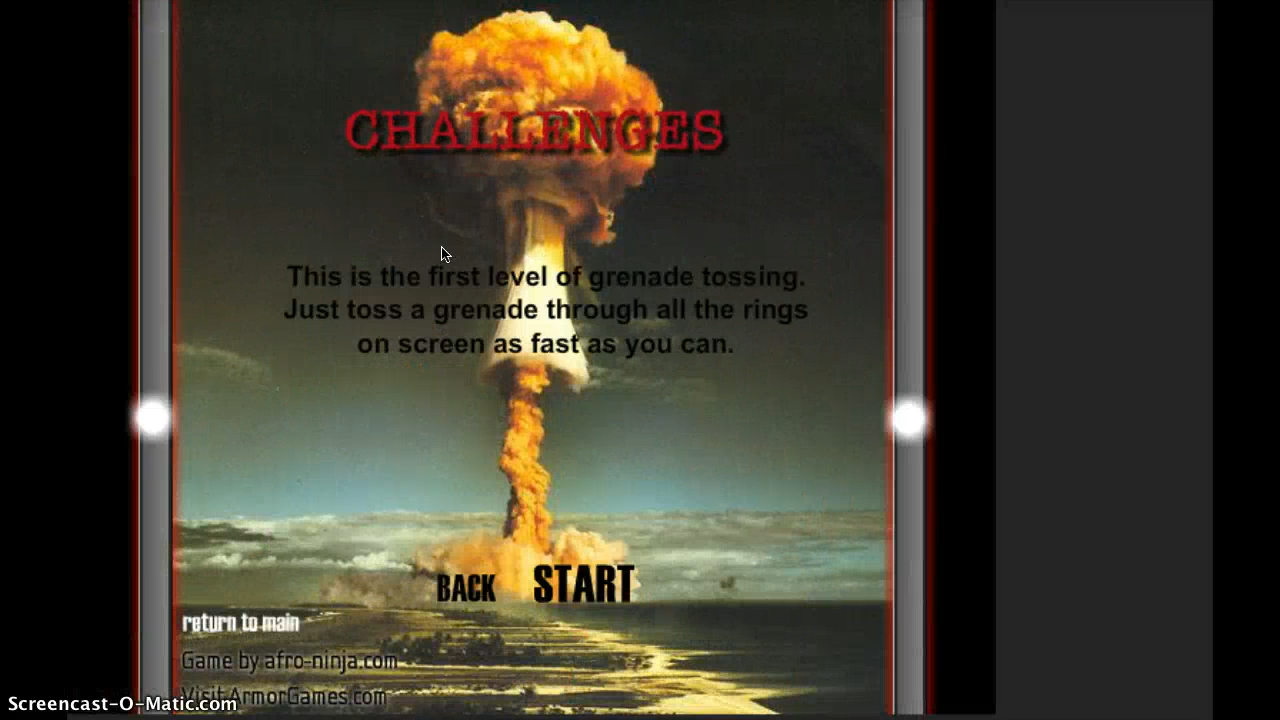 CHALLENGES
This is the first level of grenade tossing.
Just toss a grenade through all the rings
on screen as fast as you can.
BACK START
return to main
Game by afro-ninja.com
Visit ArmorGames.com
Screencast-O-Matic.com